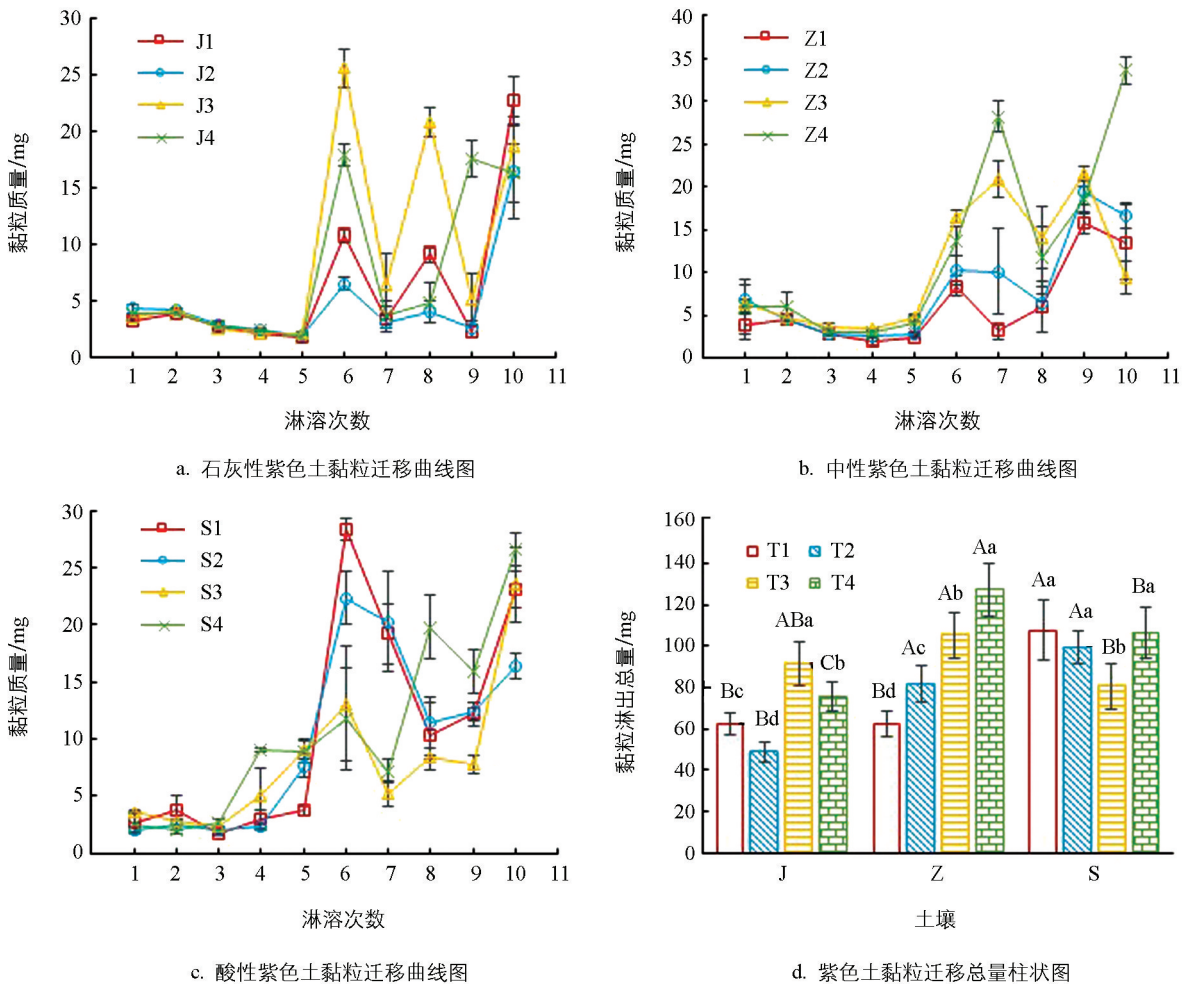 30
25
20
15
10
5
0
J1
J2
J3
J4
黏粒质量/mg
1 2 3 4 5 6 7 8 9 10 11
淋溶次数
a. 石灰性紫色土黏粒迁移曲线图
40
35
30
25
20
15
10
5
0
Z1
Z2
Z3
Z4
黏粒质量/mg
1 2 3 4 5 6 7 8 9 10 11
淋溶次数
b. 中性紫色土黏粒迁移曲线图
30
25
20
15
10
5
0
S1
S2
S3
S4
黏粒质量/mg
1 2 3 4 5 6 7 8 9 10 11
淋溶次数
c. 酸性紫色土黏粒迁移曲线图
160
140
120
100
80
60
40
20
0
T1 T2
T3 T4
黏粒淋出总量/mg
Bc Bd ABa Cb
Bd Ac Ab Aa
Aa Aa Bb Ba
J Z S
土壤
d. 紫色土黏粒迁移总量柱状图